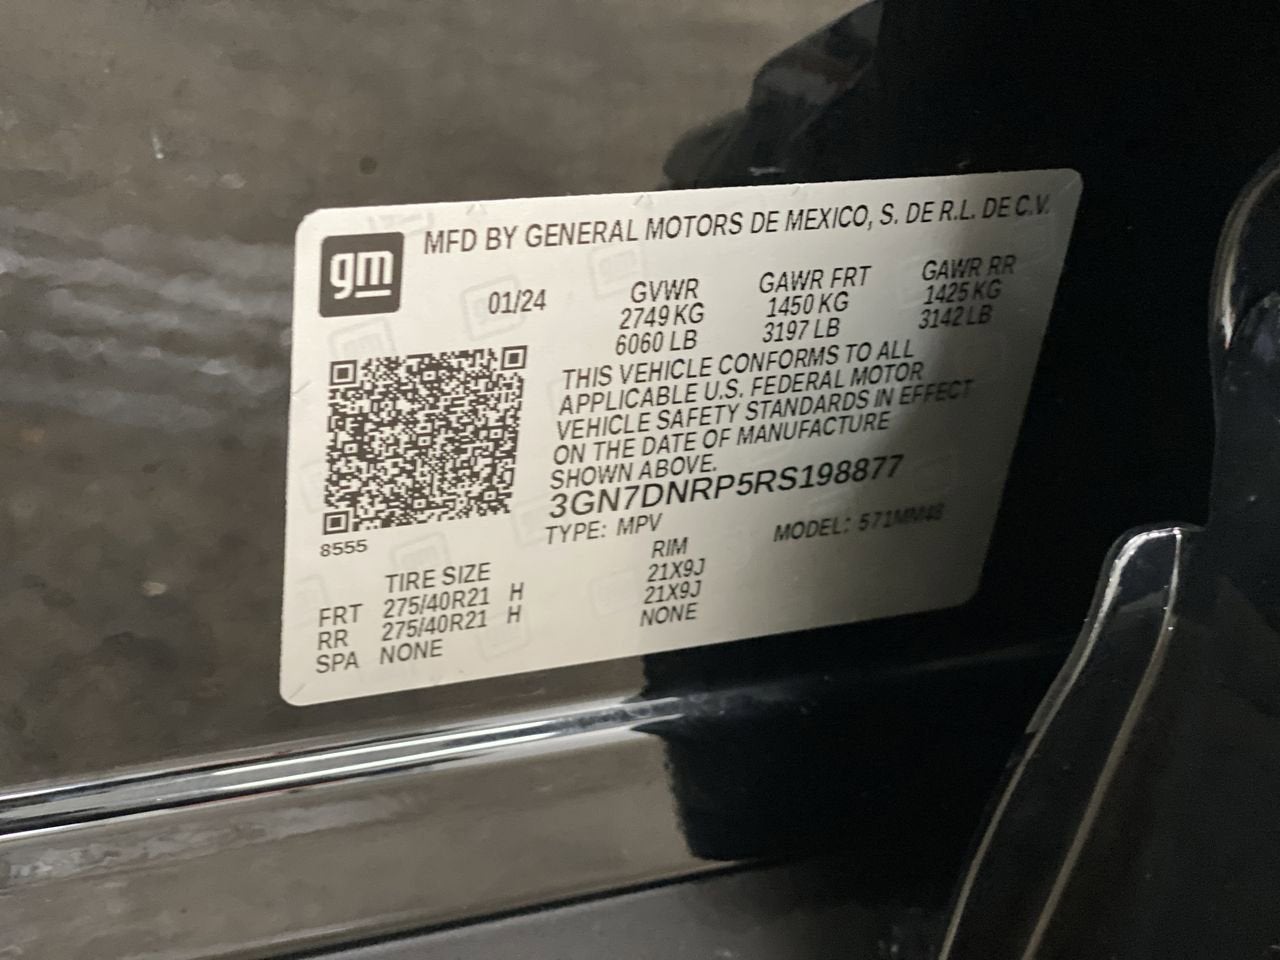 gm
MFD BY GENERAL MOTORS DE MEXICO, S. DE R.L. DE C.V.
01/24 GVWR GAWR FRT GAWR RR
2749 KG 1450 KG 1425 KG
6060 LB 3197 LB 3142 LB
THIS VEHICLE CONFORMS TO ALL
APPLICABLE U.S. FEDERAL MOTOR
VEHICLE SAFETY STANDARDS IN EFFECT
ON THE DATE OF MANUFACTURE
SHOWN ABOVE.
3GN7DNRP5RS198877
TYPE: MPV MODEL:
8555
TIRE SIZE RIM
FRT 275/40R21 H 21X9J
RR 275/40R21 H 21X9J
SPA NONE NONE